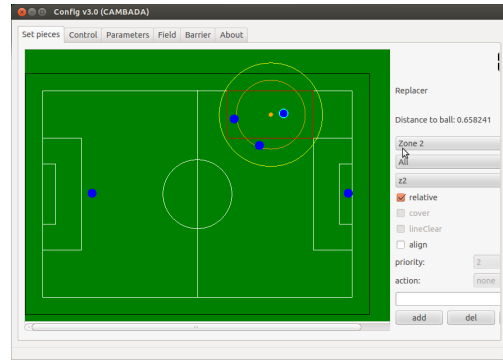 Config v3.0 (CAMBADA)
Set pieces Control Parameters Field Barrier About
Replacer
Distance to ball: 0.658241
Zone 2
All
z2
relative
cover
lineClear
align
priority: 2
action: none
add del